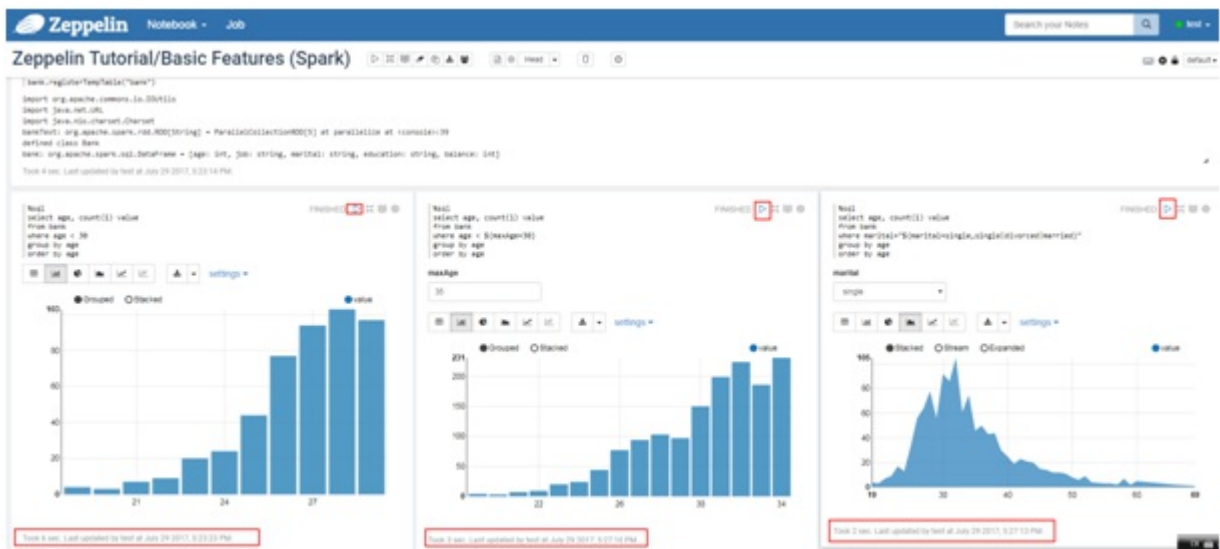 Zeppelin Notebook Job Search your Notes test
Zeppelin Tutorial/Basic Features (Spark) Head default
bank.registerTempTable("bank")
import org.apache.commons.io.IOUtils
import java.net.URL
import java.nio.charset.Charset
bankText: org.apache.spark.rdd.RDD[String] = ParallelCollectionRDD[5] at parallelize at <console>:39
defined class Bank
bank: org.apache.spark.sql.DataFrame = [age: int, job: string, marital: string, education: string, balance: int]
Took 4 sec. Last updated by test at July 29 2017, 5:23:14 PM.
%sql
select age, count(1) value
from bank
where age < 30
group by age
order by age
FINISHED
settings
Grouped Stacked value
103
80
60
40
20
0
21 24 27
Took 6 sec. Last updated by test at July 29 2017, 5:23:23 PM.
%sql
select age, count(1) value
from bank
where age < ${maxAge=30}
group by age
order by age
FINISHED
maxAge
settings
Grouped Stacked value
231
200
150
100
50
0
22 26 30 34
Took 3 sec. Last updated by test at July 29 2017, 5:27:10 PM.
%sql
select age, count(1) value
from bank
where marital="${marital=single,single|divorced|married}"
group by age
order by age
FINISHED
marital
single
settings
Stacked Stream Expanded value
80
60
40
20
0
19 30 40 50 60 69
Took 2 sec. Last updated by test at July 29 2017, 5:27:13 PM.